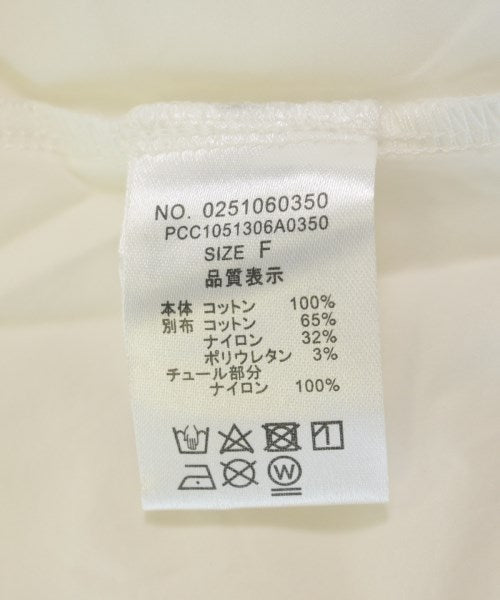 NO. 0251060350
PCC1051306A0350
SIZE F
品質表示
本体 コットン 100%
別布 コットン 65%
ナイロン 32%
ポリウレタン 3%
チュール部分
ナイロン 100%
W